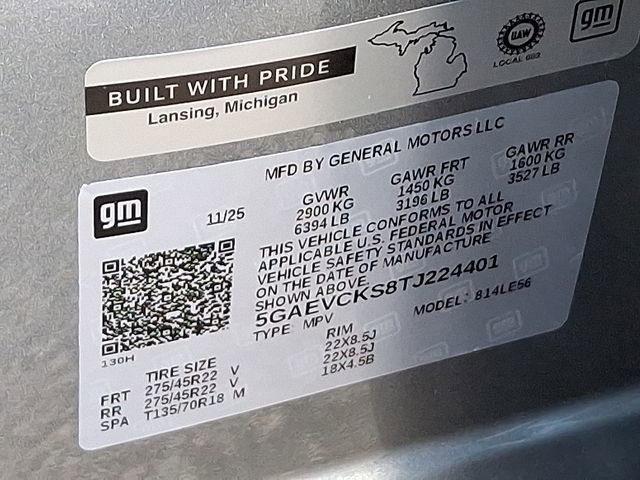 BUILT WITH PRIDE
Lansing, Michigan
UAW
LOCAL 602
gm
MFD BY GENERAL MOTORS LLC
gm
11/25
GVWR GAWR FRT GAWR RR
2900 KG 1450 KG 1600 KG
6394 LB 3196 LB 3527 LB
THIS VEHICLE CONFORMS TO ALL
APPLICABLE U.S. FEDERAL MOTOR
VEHICLE SAFETY STANDARDS IN EFFECT
ON THE DATE OF MANUFACTURE
SHOWN ABOVE
5GAEVCKS8TJ224401
TYPE MPV MODEL: 814LE56
130H
TIRE SIZE RIM
FRT 275/45R22 V 22X8.5J
RR 275/45R22 V 22X8.5J
SPA T135/70R18 M 18X4.5B